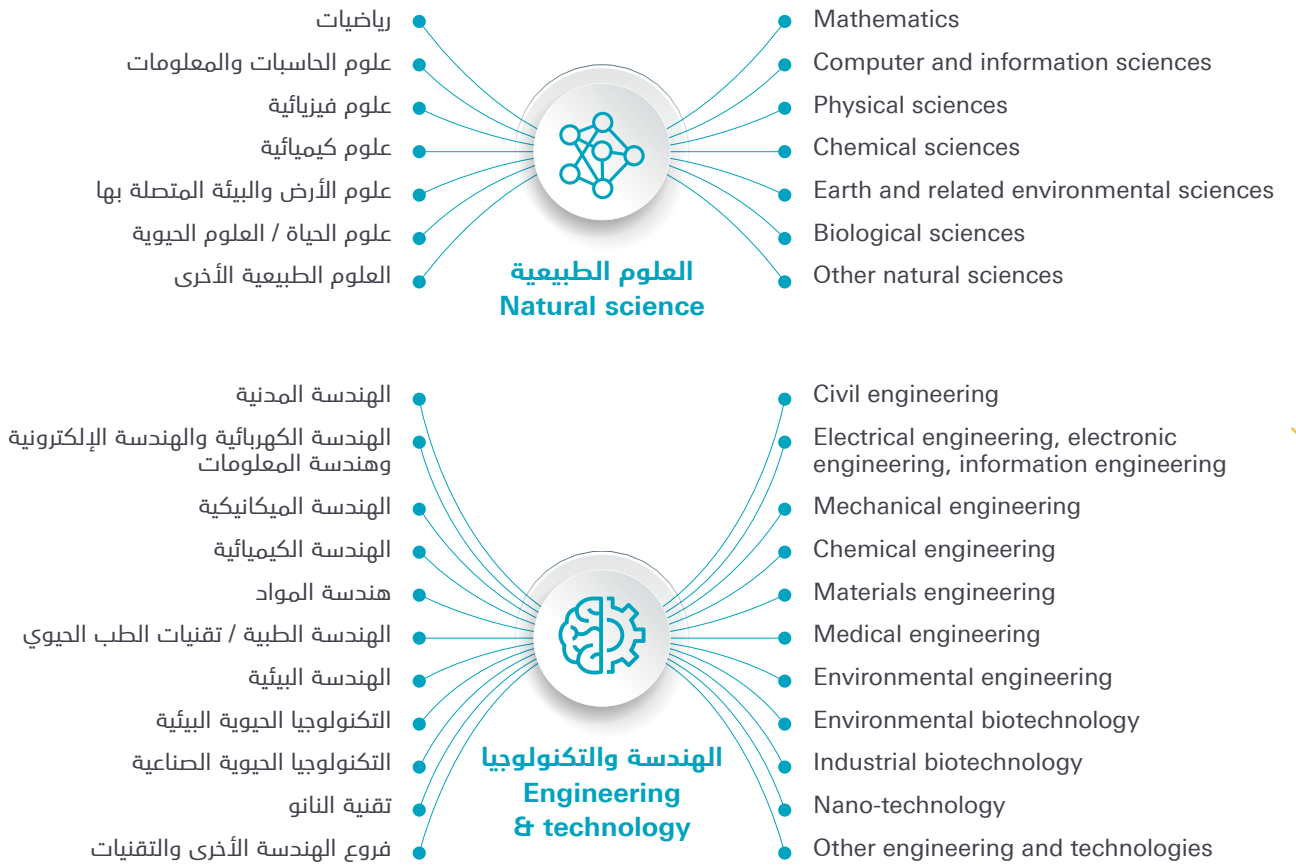 رياضيات
علوم الحاسبات والمعلومات
علوم فيزيائية
علوم كيميائية
علوم الأرض والبيئة المتصلة بها
علوم الحياة / العلوم الحيوية
العلوم الطبيعية الأخرى
العلوم الطبيعية
Natural science
Mathematics
Computer and information sciences
Physical sciences
Chemical sciences
Earth and related environmental sciences
Biological sciences
Other natural sciences
الهندسة المدنية
الهندسة الكهربائية والهندسة الإلكترونية
وهندسة المعلومات
الهندسة الميكانيكية
الهندسة الكيميائية
هندسة المواد
الهندسة الطبية / تقنيات الطب الحيوي
الهندسة البيئية
التكنولوجيا الحيوية البيئية
التكنولوجيا الحيوية الصناعية
تقنية النانو
فروع الهندسة الأخرى والتقنيات
الهندسة والتكنولوجيا
Engineering
& technology
Civil engineering
Electrical engineering, electronic
engineering, information engineering
Mechanical engineering
Chemical engineering
Materials engineering
Medical engineering
Environmental engineering
Environmental biotechnology
Industrial biotechnology
Nano-technology
Other engineering and technologies